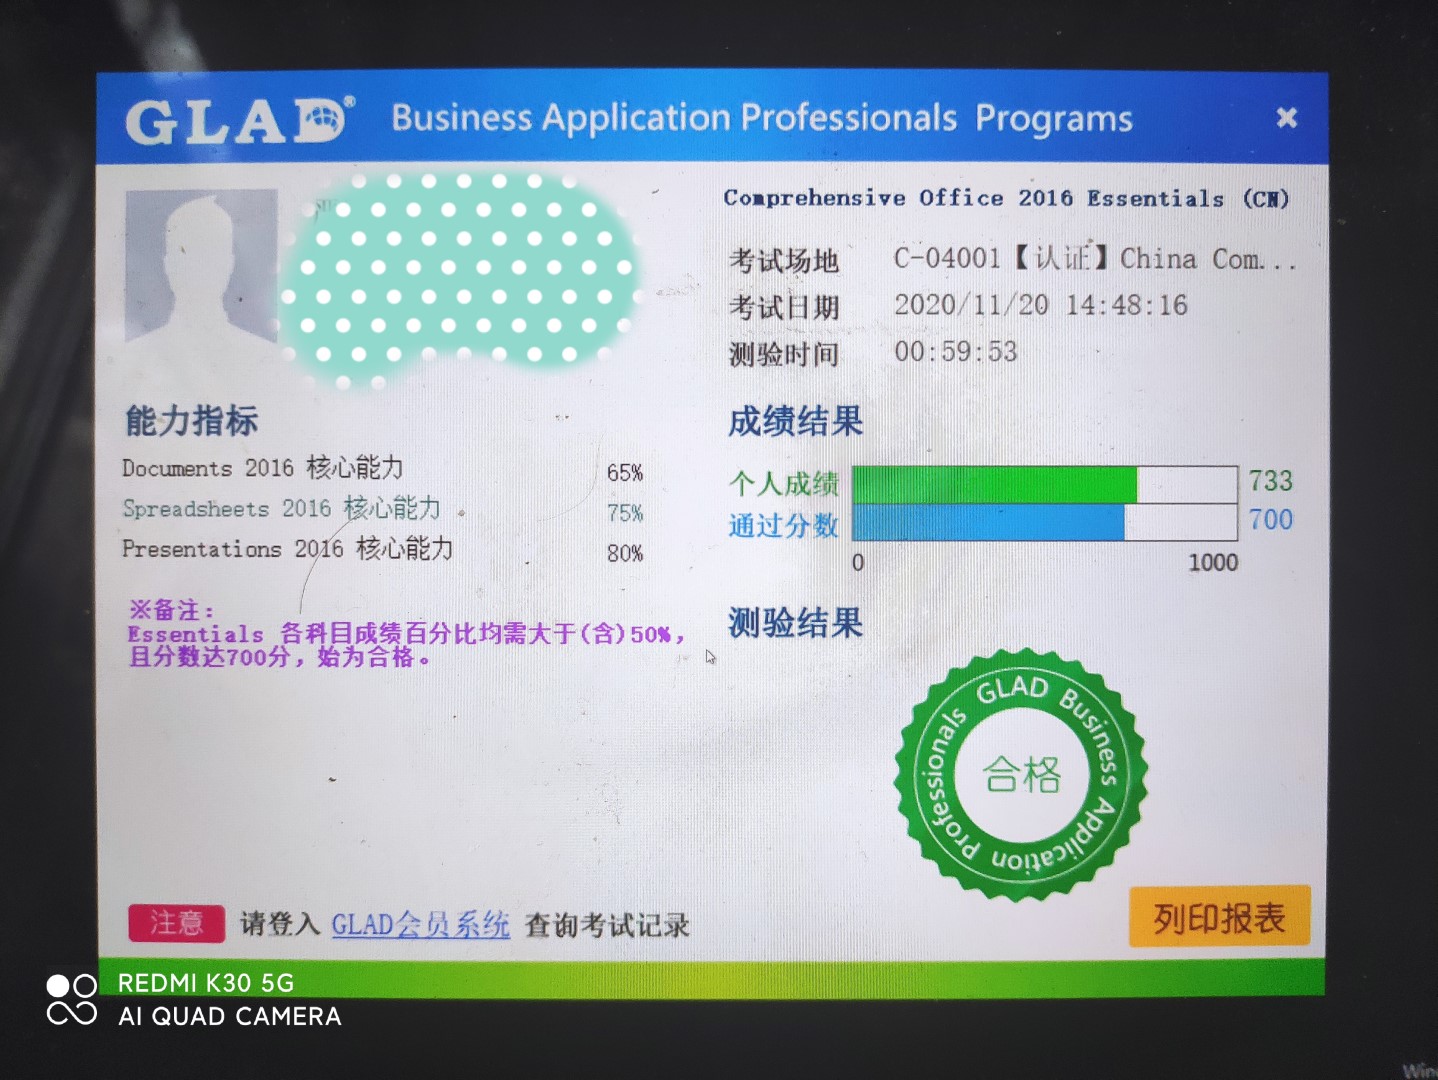 GLAD® Business Application Professionals Programs
Comprehensive Office 2016 Essentials (CN)
考试场地 C-04001【认证】China Com...
考试日期 2020/11/20 14:48:16
测验时间 00:59:53
能力指标
Documents 2016 核心能力 65%
Spreadsheets 2016 核心能力 75%
Presentations 2016 核心能力 80%
※备注：
Essentials 各科目成绩百分比均需大于(含)50%，
且分数达700分，始为合格。
成绩结果
个人成绩 733
通过分数 700
0 1000
测验结果
GLAD Business Application Professionals
合格
注意 请登入 GLAD会员系统 查询考试记录
列印报表
REDMI K30 5G
AI QUAD CAMERA